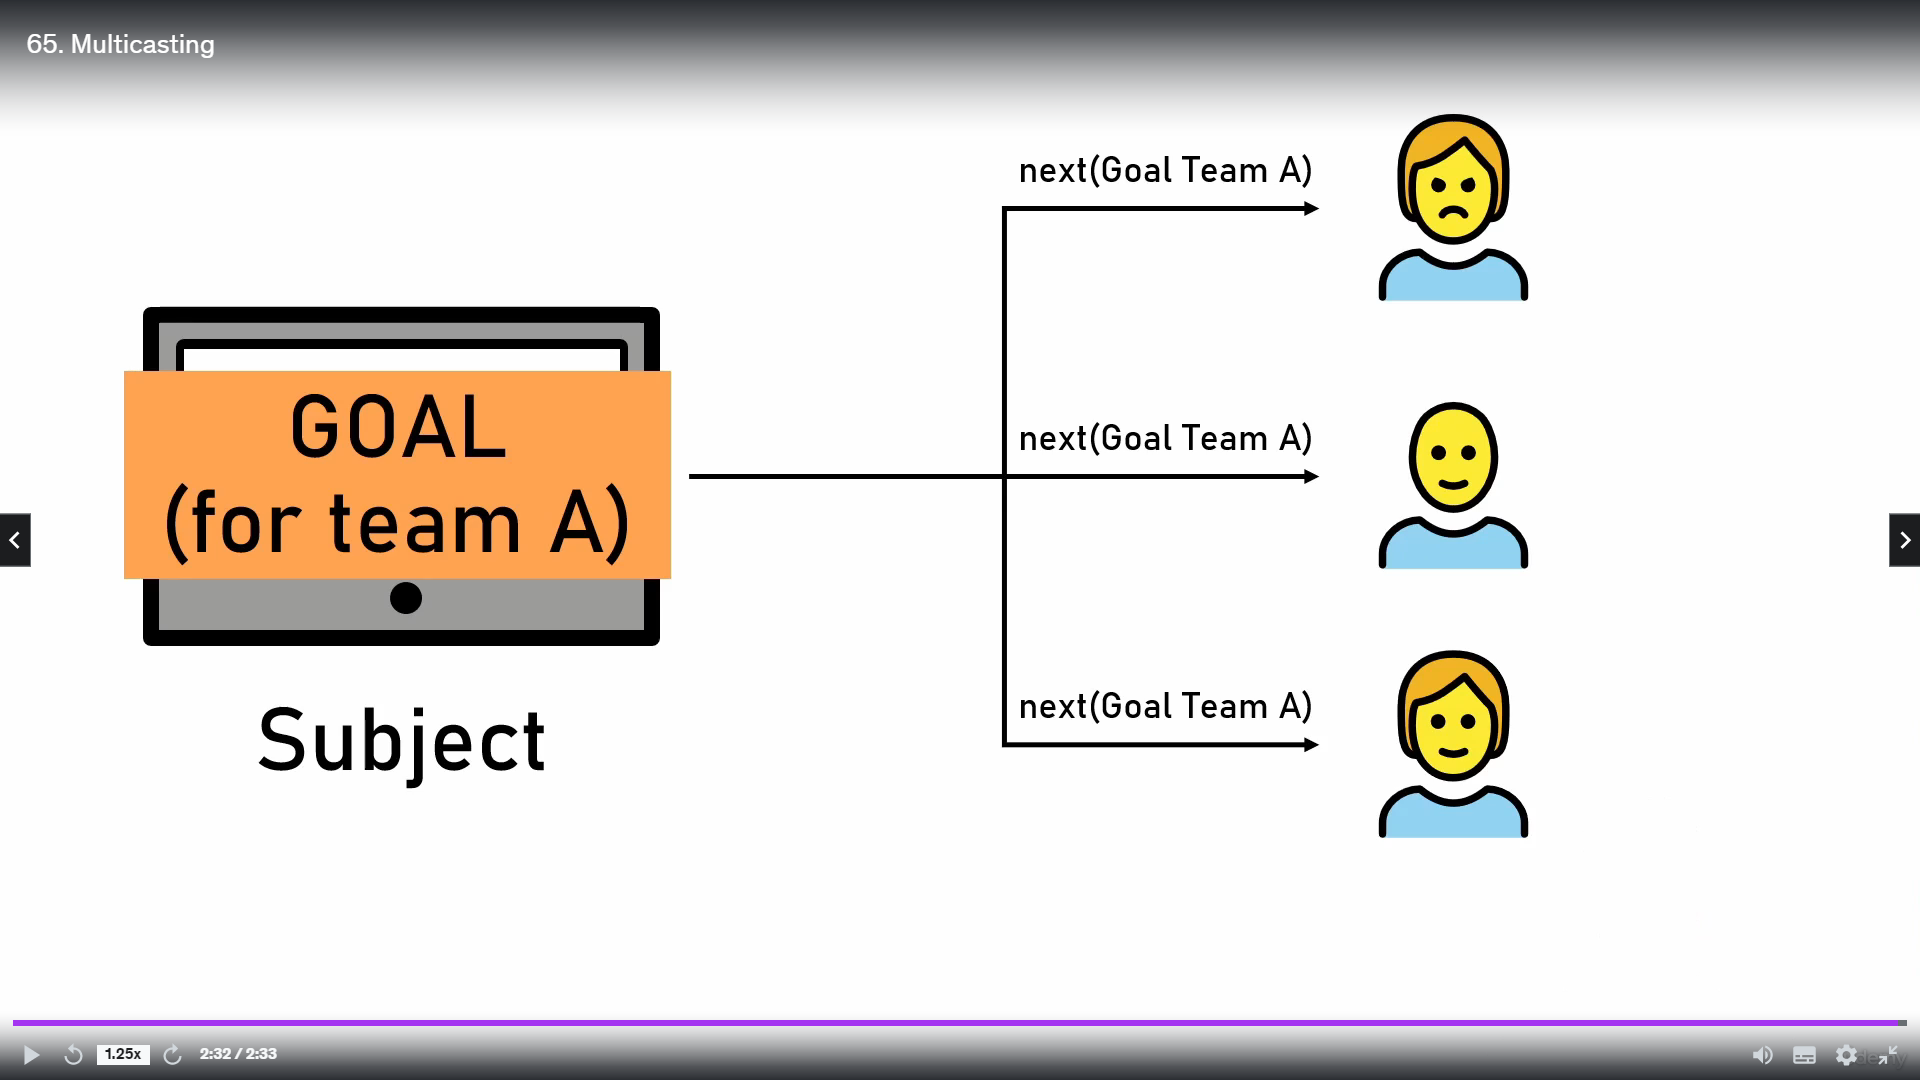 65. Multicasting
next(Goal Team A)
GOAL
(for team A)
next(Goal Team A)
next(Goal Team A)
Subject
1.25x
2:32 / 2:33